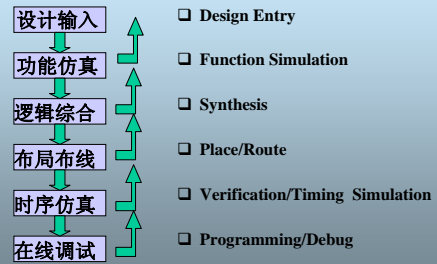 设计输入
Design Entry
功能仿真
Function Simulation
逻辑综合
Synthesis
布局布线
Place/Route
时序仿真
Verification/Timing Simulation
在线调试
Programming/Debug